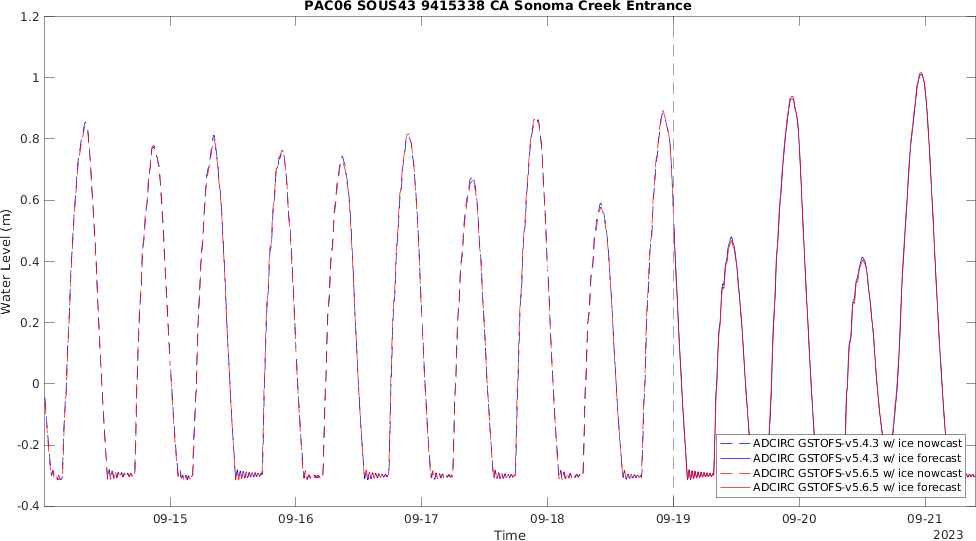 PAC06 SOUS43 9415338 CA Sonoma Creek Entrance
1.2
1
0.8
0.6
0.4
0.2
0
-0.2
-0.4
Water Level (m)
ADCIRC GSTOFS-v5.4.3 w/ ice nowcast
ADCIRC GSTOFS-v5.4.3 w/ ice forecast
ADCIRC GSTOFS-v5.6.5 w/ ice nowcast
ADCIRC GSTOFS-v5.6.5 w/ ice forecast
09-15 09-16 09-17 09-18 09-19 09-20 09-21
Time
2023